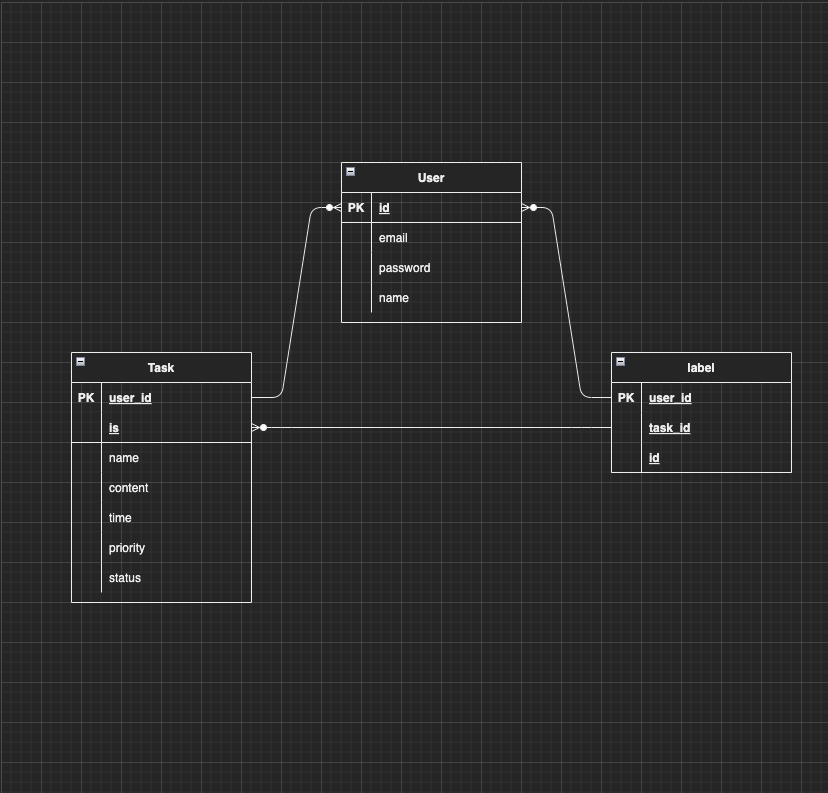 User
PK id
email
password
name
Task
PK user_id
is
name
content
time
priority
status
label
PK user_id
task_id
id